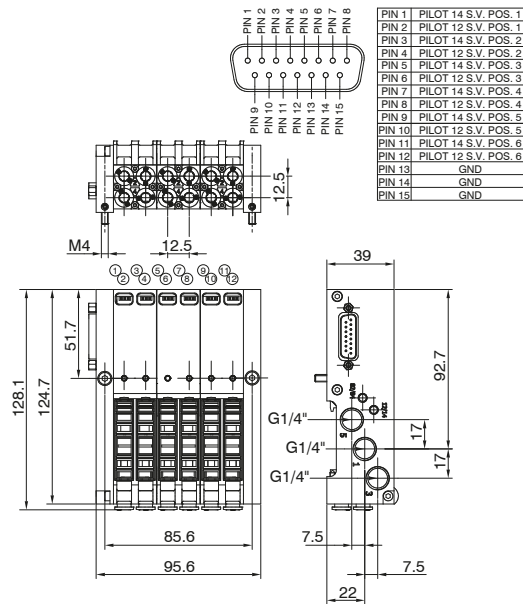 PIN 1
PIN 2
PIN 3
PIN 4
PIN 5
PIN 6
PIN 7
PIN 8
PIN 9
PIN 10
PIN 11
PIN 12
PIN 13
PIN 14
PIN 15
PIN 1 PILOT 14 S.V. POS. 1
PIN 2 PILOT 12 S.V. POS. 1
PIN 3 PILOT 14 S.V. POS. 2
PIN 4 PILOT 12 S.V. POS. 2
PIN 5 PILOT 14 S.V. POS. 3
PIN 6 PILOT 12 S.V. POS. 3
PIN 7 PILOT 14 S.V. POS. 4
PIN 8 PILOT 12 S.V. POS. 4
PIN 9 PILOT 14 S.V. POS. 5
PIN 10 PILOT 12 S.V. POS. 5
PIN 11 PILOT 14 S.V. POS. 6
PIN 12 PILOT 12 S.V. POS. 6
PIN 13 GND
PIN 14 GND
PIN 15 GND
12.5
M4
12.5
39
1 3 5 7 9 11
2 4 6 8 10 12
51.7
124.7
128.1
92.7
G1/4"
5
17
G1/4"
1
17
G1/4"
3
85.6
95.6
7.5
7.5
22